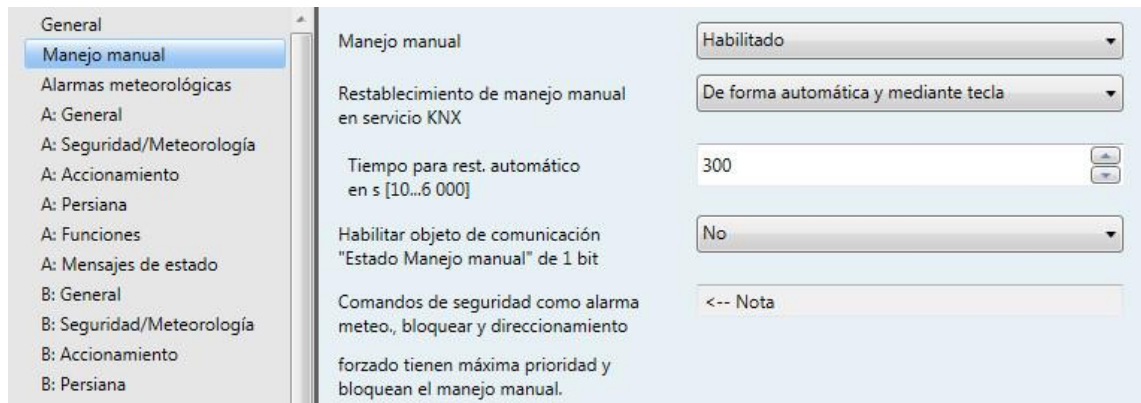 General
Manejo manual
Alarmas meteorológicas
A: General
A: Seguridad/Meteorología
A: Accionamiento
A: Persiana
A: Funciones
A: Mensajes de estado
B: General
B: Seguridad/Meteorología
B: Accionamiento
B: Persiana
Manejo manual
Habilitado
Restablecimiento de manejo manual
en servicio KNX
De forma automática y mediante tecla
Tiempo para rest. automático
en s [10...6 000]
300
Habilitar objeto de comunicación
"Estado Manejo manual" de 1 bit
No
Comandos de seguridad como alarma
meteo., bloquear y direccionamiento
<-- Nota
forzado tienen máxima prioridad y
bloquean el manejo manual.